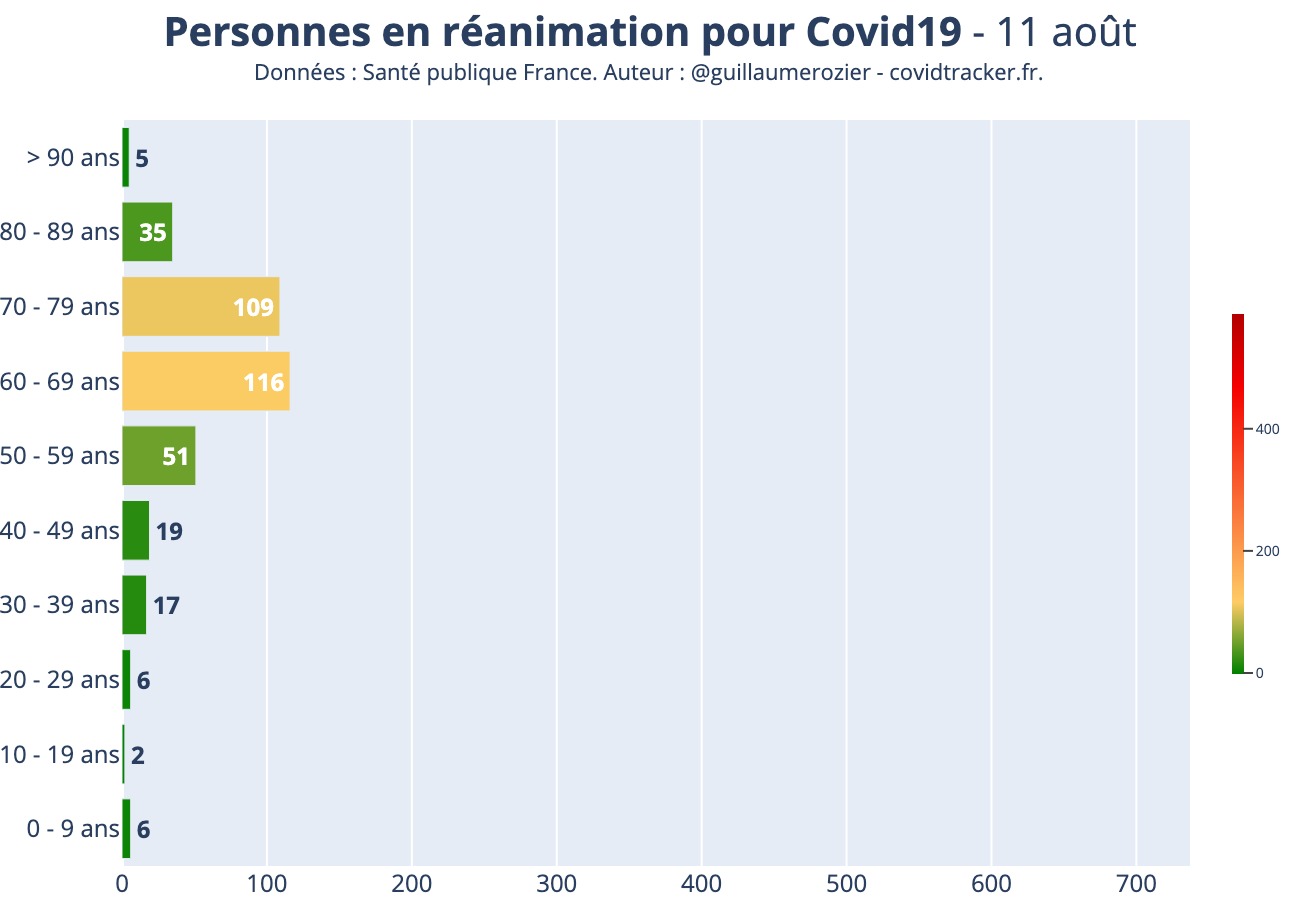 Personnes en réanimation pour Covid19 - 11 août
Données : Santé publique France. Auteur : @guillaumerozier - covidtracker.fr.
> 90 ans 5
80 - 89 ans 35
70 - 79 ans 109
60 - 69 ans 116
50 - 59 ans 51
40 - 49 ans 19
30 - 39 ans 17
20 - 29 ans 6
10 - 19 ans 2
0 - 9 ans 6
0 100 200 300 400 500 600 700
400
200
0